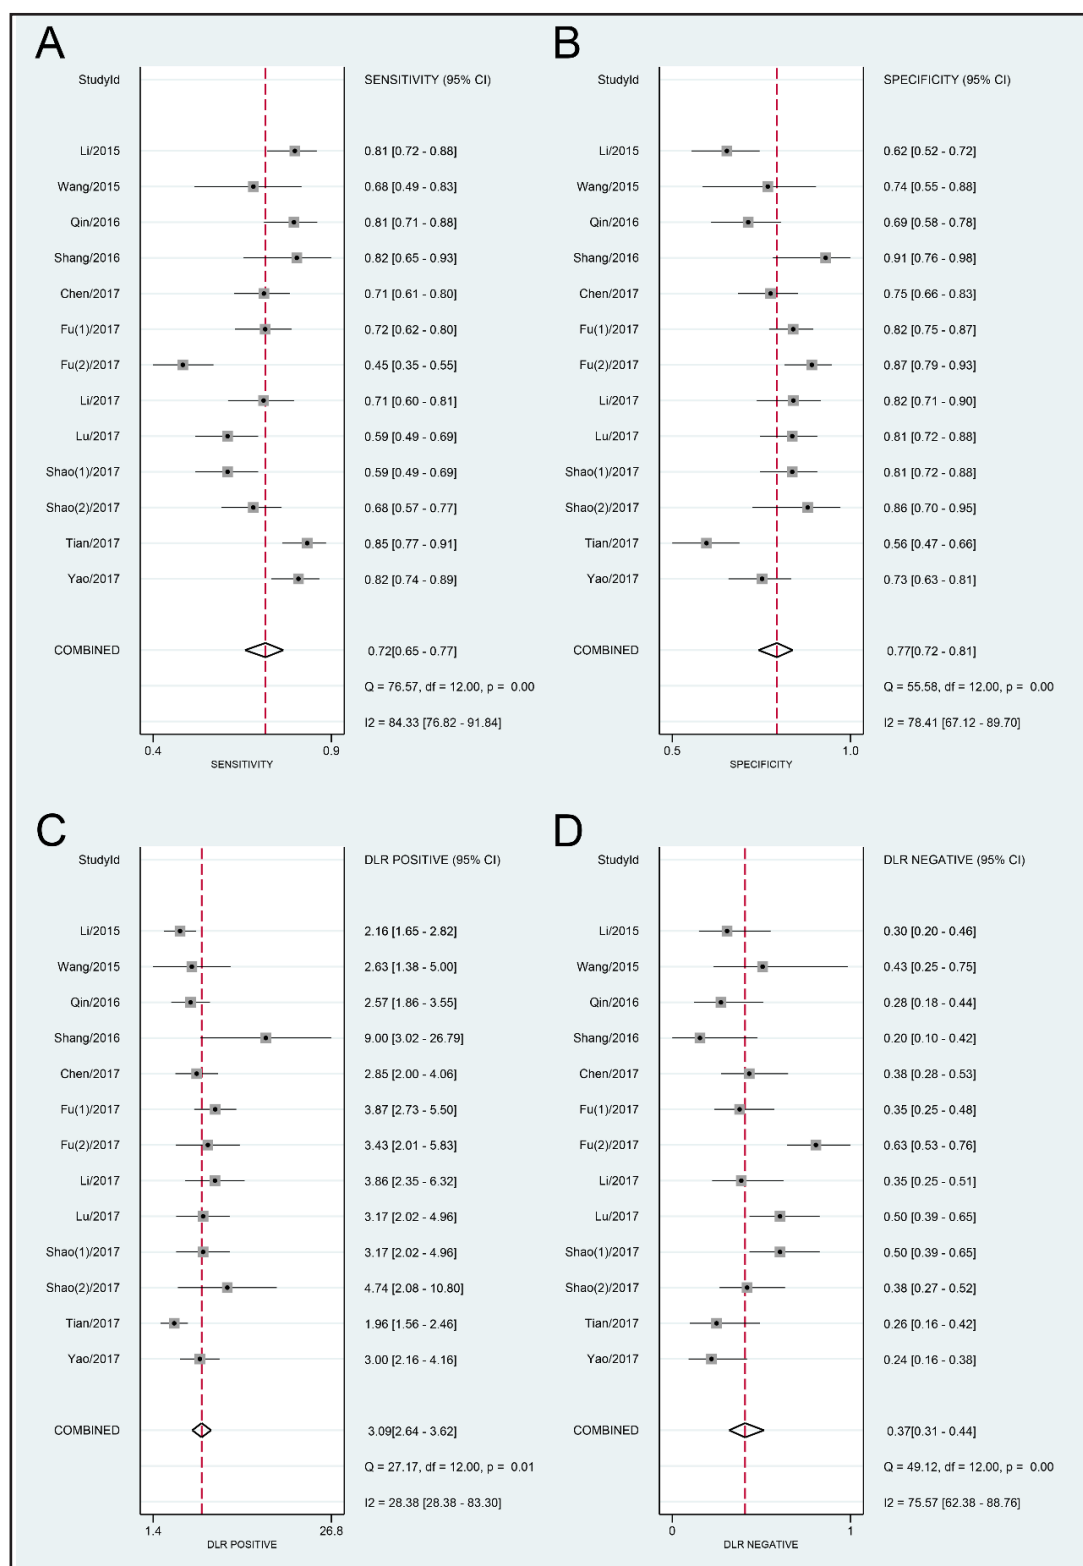 A
StudyId SENSITIVITY (95% CI)
Li/2015 0.81 [0.72 - 0.88]
Wang/2015 0.68 [0.49 - 0.83]
Qin/2016 0.81 [0.71 - 0.88]
Shang/2016 0.82 [0.65 - 0.93]
Chen/2017 0.71 [0.61 - 0.80]
Fu(1)/2017 0.72 [0.62 - 0.80]
Fu(2)/2017 0.45 [0.35 - 0.55]
Li/2017 0.71 [0.60 - 0.81]
Lu/2017 0.59 [0.49 - 0.69]
Shao(1)/2017 0.59 [0.49 - 0.69]
Shao(2)/2017 0.68 [0.57 - 0.77]
Tian/2017 0.85 [0.77 - 0.91]
Yao/2017 0.82 [0.74 - 0.89]
COMBINED 0.72[0.65 - 0.77]
Q = 76.57, df = 12.00, p = 0.00
I2 = 84.33 [76.82 - 91.84]
0.4 0.9
SENSITIVITY
B
StudyId SPECIFICITY (95% CI)
Li/2015 0.62 [0.52 - 0.72]
Wang/2015 0.74 [0.55 - 0.88]
Qin/2016 0.69 [0.58 - 0.78]
Shang/2016 0.91 [0.76 - 0.98]
Chen/2017 0.75 [0.66 - 0.83]
Fu(1)/2017 0.82 [0.75 - 0.87]
Fu(2)/2017 0.87 [0.79 - 0.93]
Li/2017 0.82 [0.71 - 0.90]
Lu/2017 0.81 [0.72 - 0.88]
Shao(1)/2017 0.81 [0.72 - 0.88]
Shao(2)/2017 0.86 [0.70 - 0.95]
Tian/2017 0.56 [0.47 - 0.66]
Yao/2017 0.73 [0.63 - 0.81]
COMBINED 0.77[0.72 - 0.81]
Q = 55.58, df = 12.00, p = 0.00
I2 = 78.41 [67.12 - 89.70]
0.5 1.0
SPECIFICITY
C
StudyId DLR POSITIVE (95% CI)
Li/2015 2.16 [1.65 - 2.82]
Wang/2015 2.63 [1.38 - 5.00]
Qin/2016 2.57 [1.86 - 3.55]
Shang/2016 9.00 [3.02 - 26.79]
Chen/2017 2.85 [2.00 - 4.06]
Fu(1)/2017 3.87 [2.73 - 5.50]
Fu(2)/2017 3.43 [2.01 - 5.83]
Li/2017 3.86 [2.35 - 6.32]
Lu/2017 3.17 [2.02 - 4.96]
Shao(1)/2017 3.17 [2.02 - 4.96]
Shao(2)/2017 4.74 [2.08 - 10.80]
Tian/2017 1.96 [1.56 - 2.46]
Yao/2017 3.00 [2.16 - 4.16]
COMBINED 3.09[2.64 - 3.62]
Q = 27.17, df = 12.00, p = 0.01
I2 = 28.38 [28.38 - 83.30]
1.4 26.8
DLR POSITIVE
D
StudyId DLR NEGATIVE (95% CI)
Li/2015 0.30 [0.20 - 0.46]
Wang/2015 0.43 [0.25 - 0.75]
Qin/2016 0.28 [0.18 - 0.44]
Shang/2016 0.20 [0.10 - 0.42]
Chen/2017 0.38 [0.28 - 0.53]
Fu(1)/2017 0.35 [0.25 - 0.48]
Fu(2)/2017 0.63 [0.53 - 0.76]
Li/2017 0.35 [0.25 - 0.51]
Lu/2017 0.50 [0.39 - 0.65]
Shao(1)/2017 0.50 [0.39 - 0.65]
Shao(2)/2017 0.38 [0.27 - 0.52]
Tian/2017 0.26 [0.16 - 0.42]
Yao/2017 0.24 [0.16 - 0.38]
COMBINED 0.37[0.31 - 0.44]
Q = 49.12, df = 12.00, p = 0.00
I2 = 75.57 [62.38 - 88.76]
0 1
DLR NEGATIVE